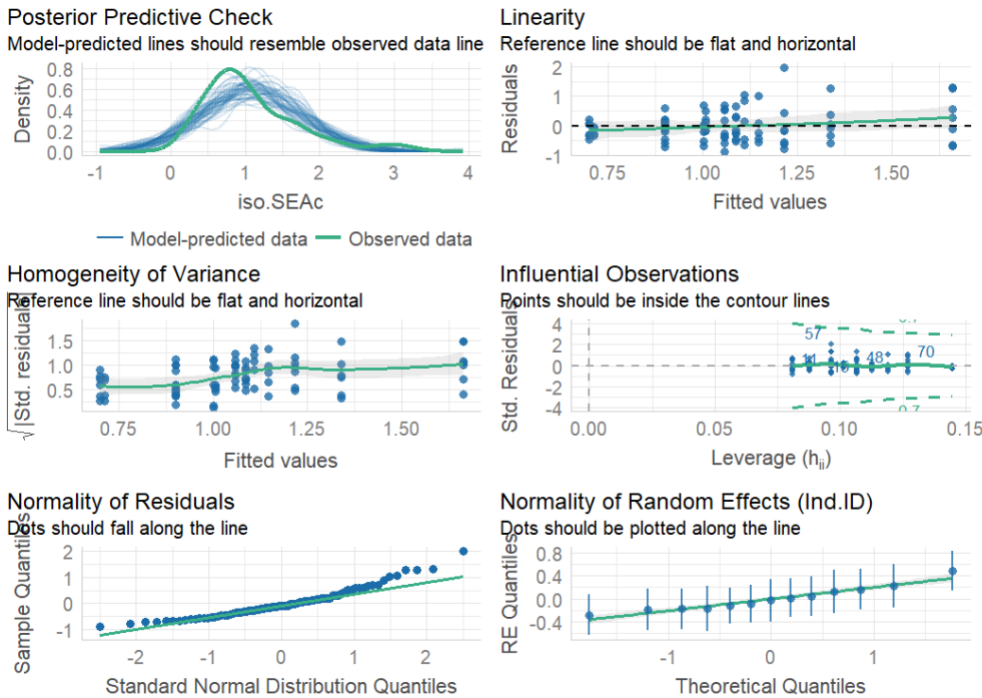 Posterior Predictive Check
Model-predicted lines should resemble observed data line
Density
0.8
0.6
0.4
0.2
0.0
-1 0 1 2 3 4
iso.SEAc
Model-predicted data Observed data
Linearity
Reference line should be flat and horizontal
Residuals
2
1
0
-1
0.75 1.00 1.25 1.50
Fitted values
Homogeneity of Variance
Reference line should be flat and horizontal
√|Std. residuals|
1.5
1.0
0.5
0.75 1.00 1.25 1.50
Fitted values
Influential Observations
Points should be inside the contour lines
Std. Residuals
4
2
0
-2
-4
57
48
70
0.7
0.7
0.00 0.05 0.10 0.15
Leverage (hii)
Normality of Residuals
Dots should fall along the line
Sample Quantiles
2
1
0
-1
-2 -1 0 1 2
Standard Normal Distribution Quantiles
Normality of Random Effects (Ind.ID)
Dots should be plotted along the line
RE Quantiles
0.8
0.4
0.0
-0.4
-1 0 1
Theoretical Quantiles